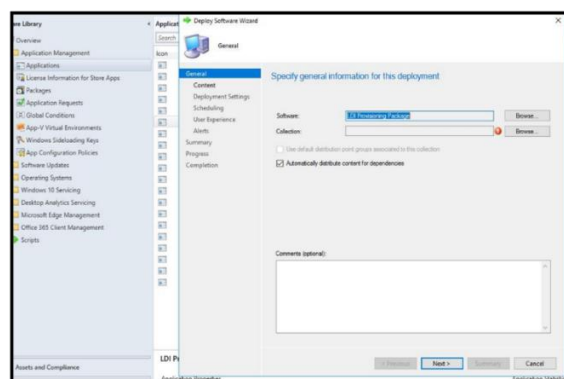 are Library
Overview
Application Management
Applications
License Information for Store Apps
Packages
Application Requests
Global Conditions
App-V Virtual Environments
Windows Sideloading Keys
App Configuration Policies
Software Updates
Operating Systems
Windows 10 Servicing
Desktop Analytics Servicing
Microsoft Edge Management
Office 365 Client Management
Scripts
Assets and Compliance
Applicat
Search
Icon
LDI Pr
Application Properties
Deploy Software Wizard
General
General
Content
Deployment Settings
Scheduling
User Experience
Alerts
Summary
Progress
Completion
Specify general information for this deployment
Software:
LDI Provisioning Package
Browse...
Collection:
Browse...
Use default distribution point groups associated to this collection
Automatically distribute content for dependencies
Comments (optional):
< Previous
Next >
Summary
Cancel